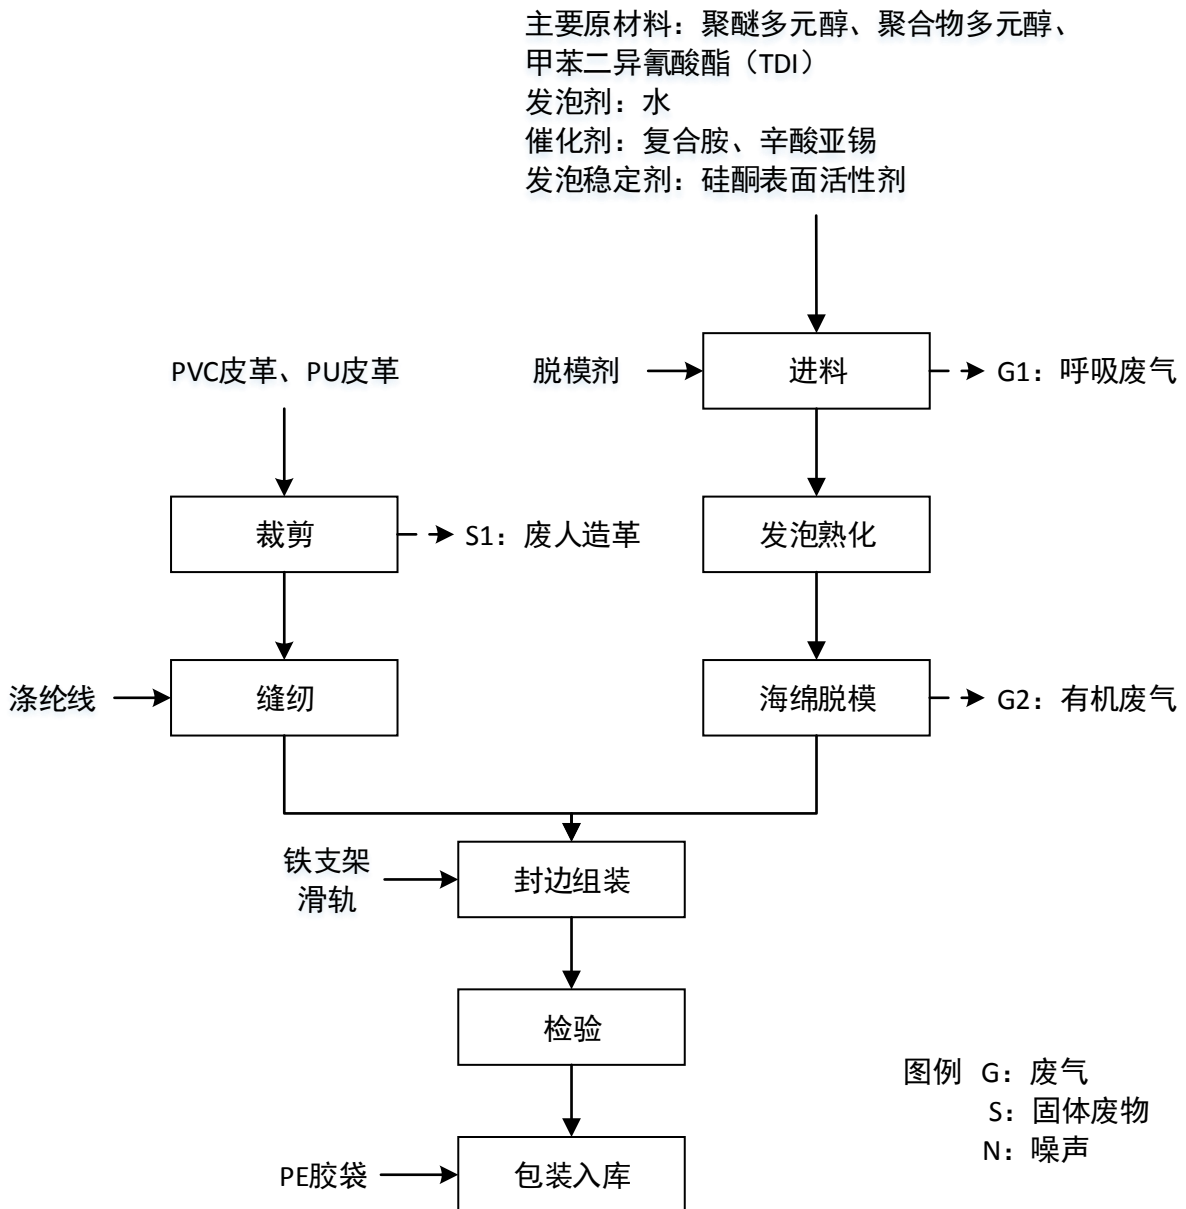 主要原材料：聚醚多元醇、聚合物多元醇、
甲苯二异氰酸酯（TDI）
发泡剂：水
催化剂：复合胺、辛酸亚锡
发泡稳定剂：硅酮表面活性剂
PVC皮革、PU皮革
脱模剂
进料
G1：呼吸废气
裁剪
S1：废人造革
发泡熟化
涤纶线
缝纫
海绵脱模
G2：有机废气
铁支架
滑轨
封边组装
检验
图例 G：废气
S：固体废物
N：噪声
PE胶袋
包装入库